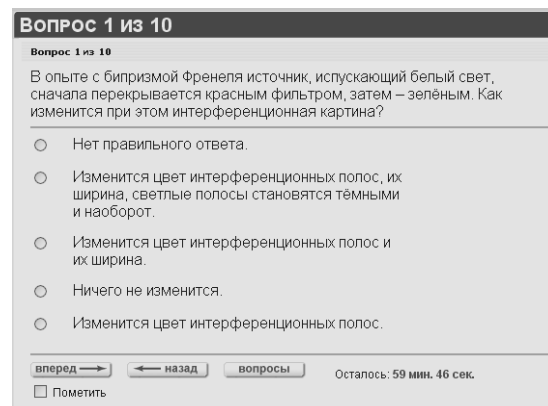 Вопрос 1 из 10
Вопрос 1 из 10
В опыте с бипризмой Френеля источник, испускающий белый свет,
сначала перекрывается красным фильтром, затем – зелёным. Как
изменится при этом интерференционная картина?
Нет правильного ответа.
Изменится цвет интерференционных полос, их
ширина, светлые полосы становятся тёмными
и наоборот.
Изменится цвет интерференционных полос и
их ширина.
Ничего не изменится.
Изменится цвет интерференционных полос.
вперед назад вопросы Осталось: 59 мин. 46 сек.
Пометить